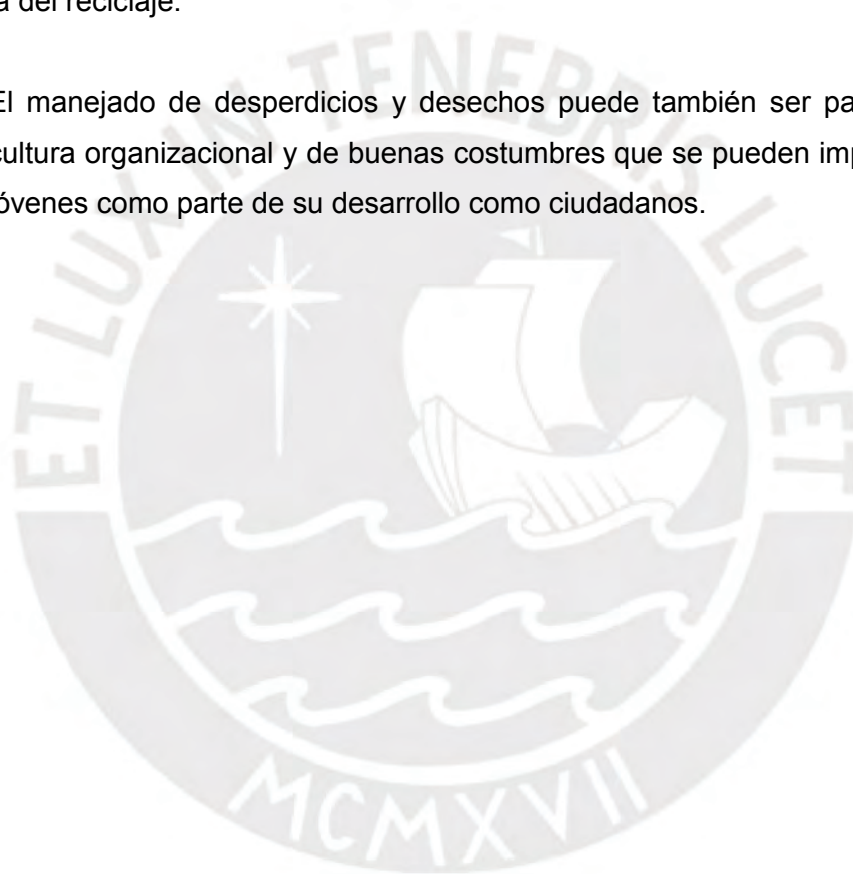 a del reciclaje.
El manejado de desperdicios y desechos puede también ser pa
cultura organizacional y de buenas costumbres que se pueden imp
óvenes como parte de su desarrollo como ciudadanos.
ET LUX IN TENEBRIS LUCET
MCMXVII